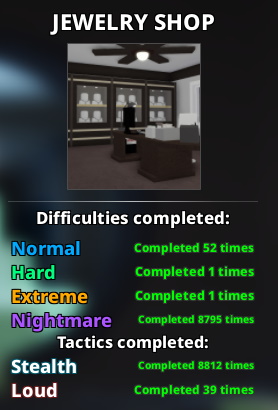 JEWELRY SHOP
Difficulties completed:
Normal Completed 52 times
Hard Completed 1 times
Extreme Completed 1 times
Nightmare Completed 8795 times
Tactics completed:
Stealth Completed 8812 times
Loud Completed 39 times